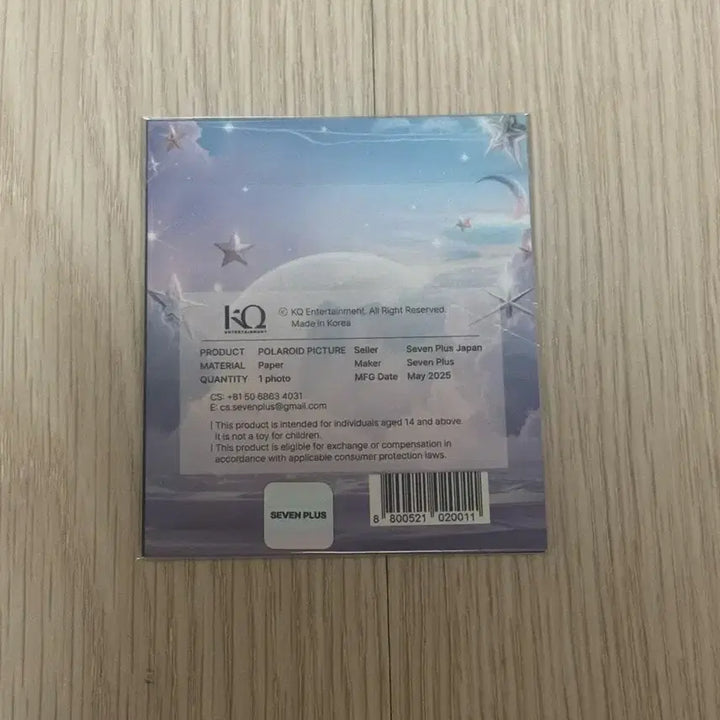 KQ
ENTERTAINMENT
Ⓒ KQ Entertainment. All Right Reserved.
Made in Korea
PRODUCT POLAROID PICTURE Seller Seven Plus Japan
MATERIAL Paper Maker Seven Plus
QUANTITY 1 photo MFG Date May 2025
CS: +81 50 6863 4031
E: cs.sevenplus@gmail.com
| This product is intended for individuals aged 14 and above.
It is not a toy for children.
| This product is eligible for exchange or compensation in
accordance with applicable consumer protection laws.
SEVEN PLUS
8 800521 020011